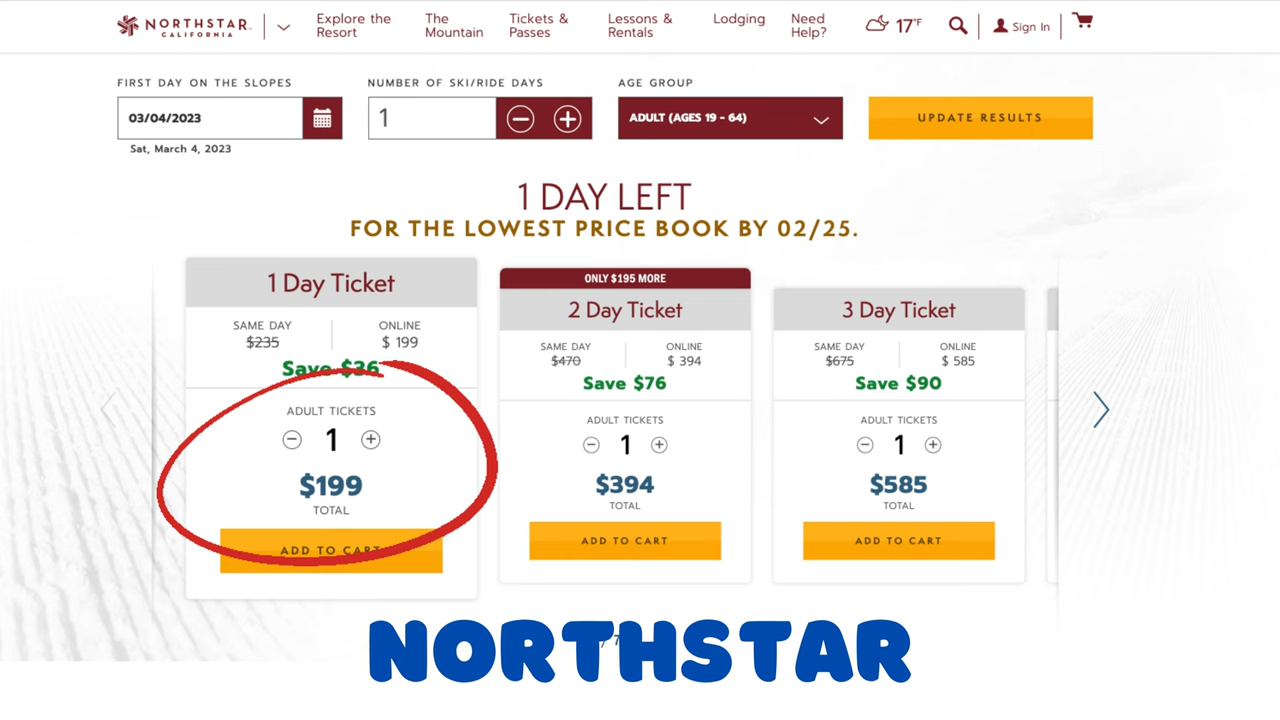 NORTHSTAR
CALIFORNIA
Explore the
Resort
The
Mountain
Tickets &
Passes
Lessons &
Rentals
Lodging
Need
Help?
17°F
Sign In
FIRST DAY ON THE SLOPES
03/04/2023
Sat, March 4, 2023
NUMBER OF SKI/RIDE DAYS
1
AGE GROUP
ADULT (AGES 19 - 64)
UPDATE RESULTS
1 DAY LEFT
FOR THE LOWEST PRICE BOOK BY 02/25.
1 Day Ticket
SAME DAY
$235
ONLINE
$ 199
Save $36
ADULT TICKETS
1
$199
TOTAL
ADD TO CART
ONLY $195 MORE
2 Day Ticket
SAME DAY
$470
ONLINE
$ 394
Save $76
ADULT TICKETS
1
$394
TOTAL
ADD TO CART
3 Day Ticket
SAME DAY
$675
ONLINE
$ 585
Save $90
ADULT TICKETS
1
$585
TOTAL
ADD TO CART
NORTHSTAR